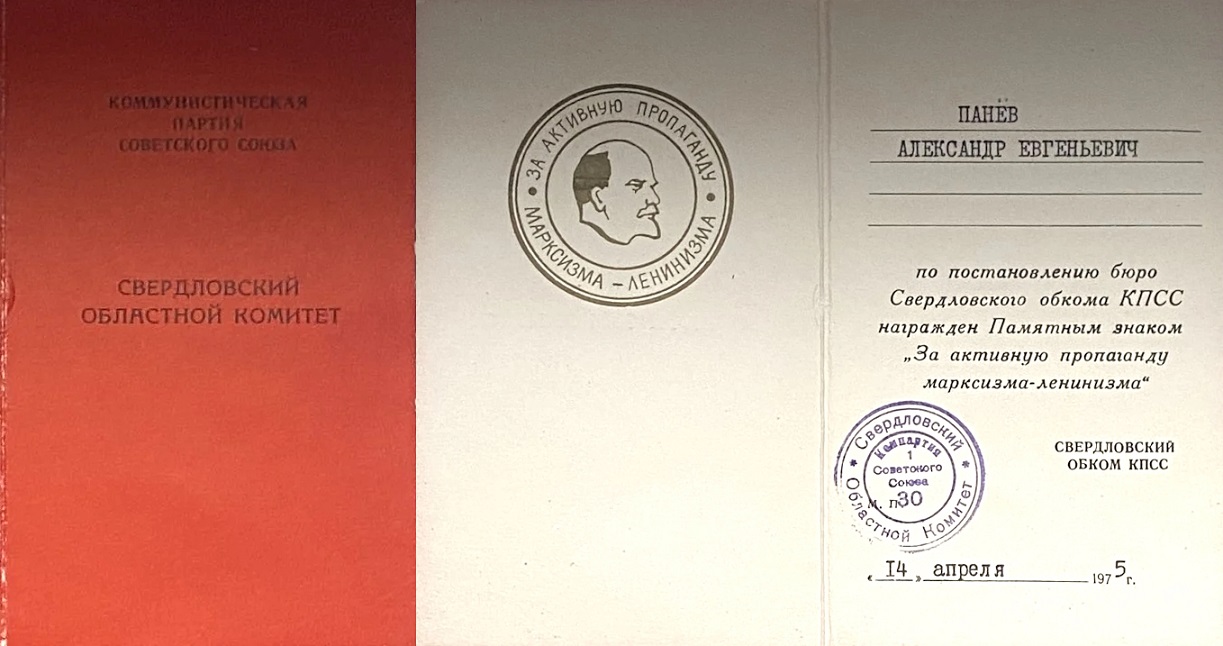 КОММУНИСТИЧЕСКАЯ
ПАРТИЯ
СОВЕТСКОГО СОЮЗА
СВЕРДЛОВСКИЙ
ОБЛАСТНОЙ КОМИТЕТ
• ЗА АКТИВНУЮ ПРОПАГАНДУ •
МАРКСИЗМА – ЛЕНИНИЗМА
ПАНЁВ
АЛЕКСАНДР ЕВГЕНЬЕВИЧ
по постановлению бюро
Свердловского обкома КПСС
награжден Памятным знаком
„За активную пропаганду
марксизма-ленинизма“
СВЕРДЛОВСКИЙ
ОБКОМ КПСС
* Свердловский *
Областной Комитет
Компартия
1
Советского
Союза
30
М. П.
„ 14 „ апреля 1975 г.